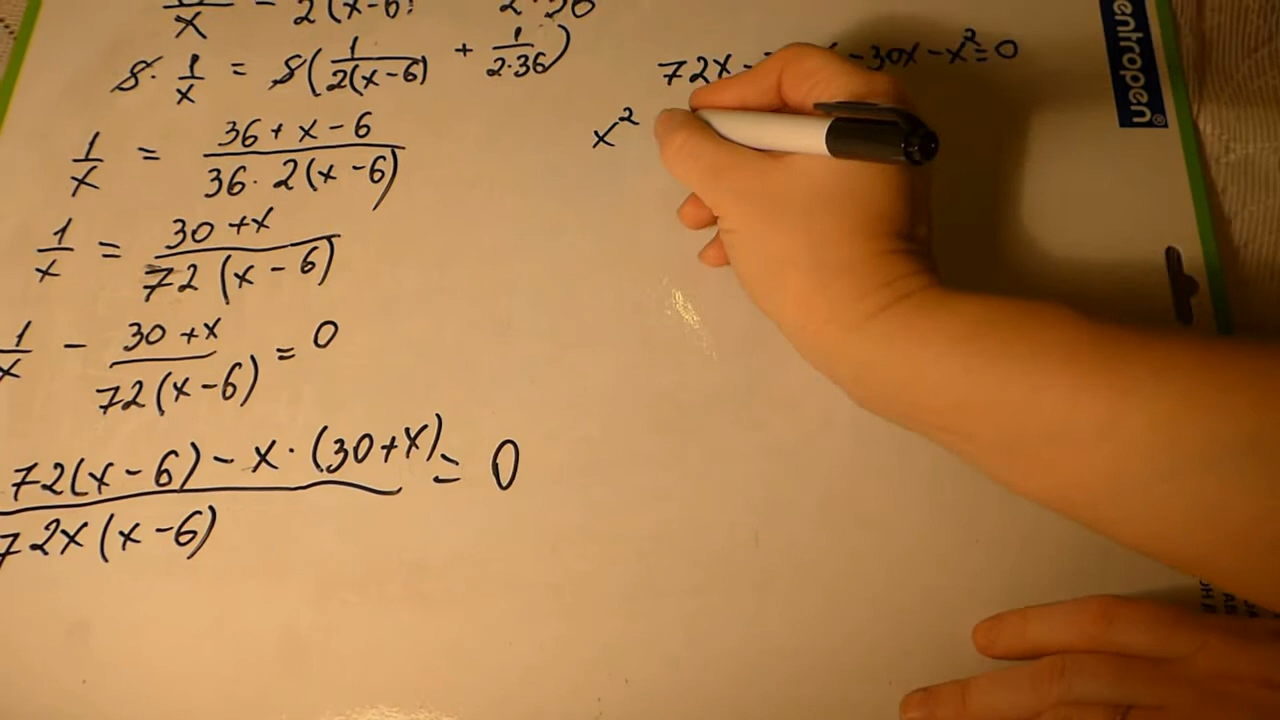 1/x = 2(x-6) 2·36
S· 1/x = S(1/2(x-6) + 1/2·36)
1/x = 36+x-6/36·2(x-6)
1/x = 30+x/72(x-6)
1/x - 30+x/72(x-6) = 0
72(x-6)-x·(30+x)/72x(x-6) = 0
72x - -30x-x²=0
x²
entropen®